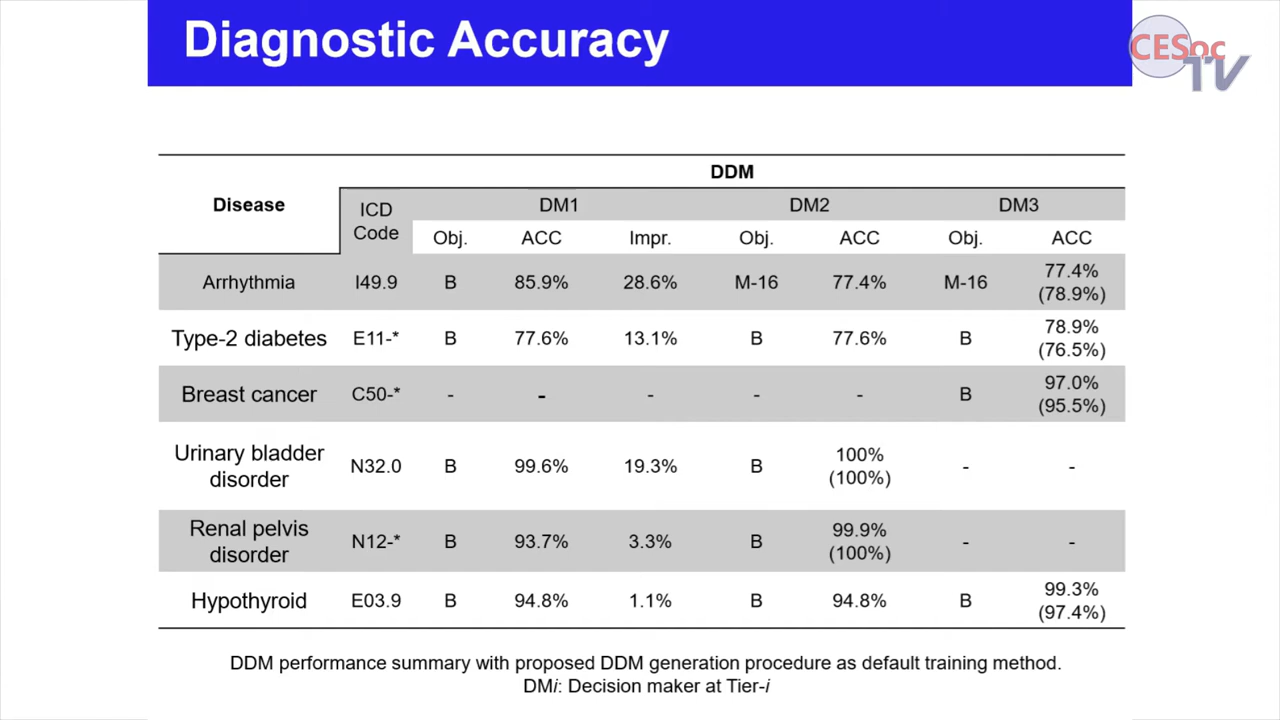 Diagnostic Accuracy
CESoc
TV
DDM
Disease
ICD Code
DM1
DM2
DM3
Obj. ACC Impr. Obj. ACC Obj. ACC
Arrhythmia I49.9 B 85.9% 28.6% M-16 77.4% M-16 77.4% (78.9%)
Type-2 diabetes E11-* B 77.6% 13.1% B 77.6% B 78.9% (76.5%)
Breast cancer C50-* - - - - - B 97.0% (95.5%)
Urinary bladder disorder N32.0 B 99.6% 19.3% B 100% (100%) - -
Renal pelvis disorder N12-* B 93.7% 3.3% B 99.9% (100%) - -
Hypothyroid E03.9 B 94.8% 1.1% B 94.8% B 99.3% (97.4%)
DDM performance summary with proposed DDM generation procedure as default training method.
DMi: Decision maker at Tier-i